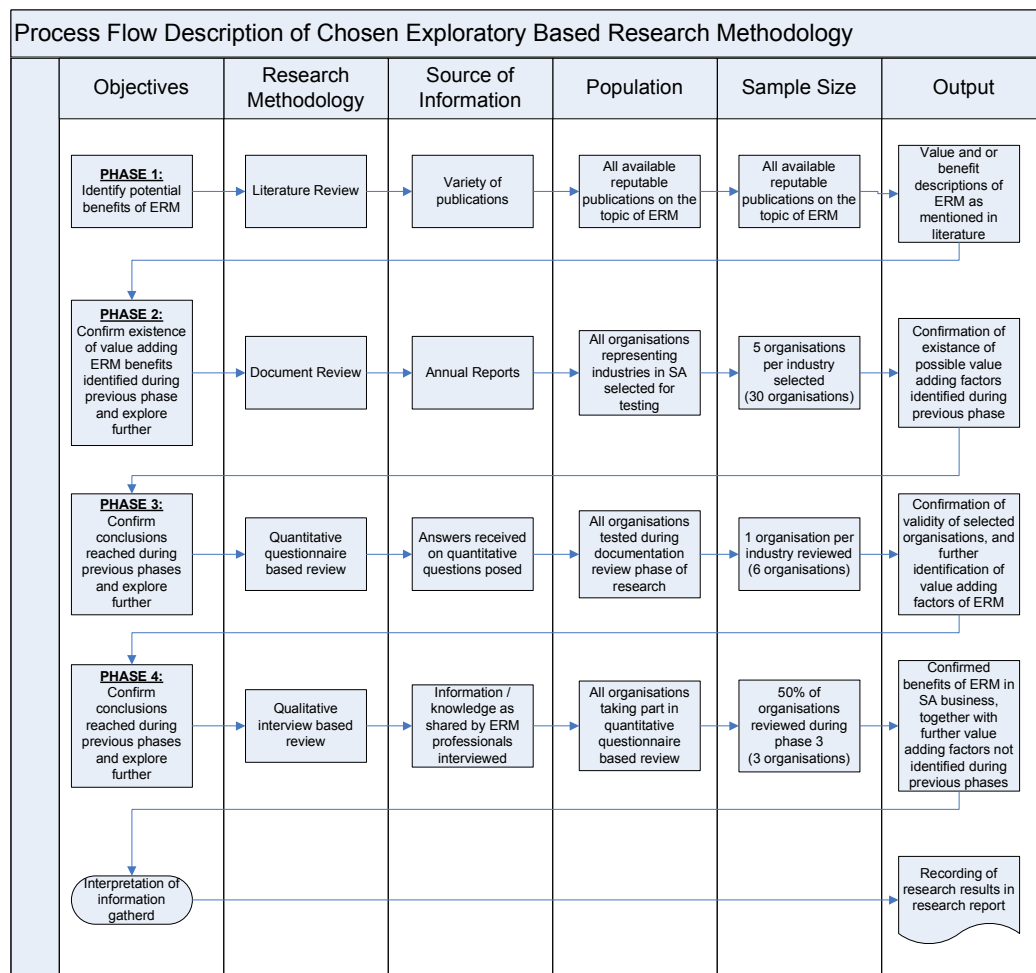 Process Flow Description of Chosen Exploratory Based Research Methodology
Objectives
Research
Methodology
Source of
Information
Population
Sample Size
Output
PHASE 1:
Identify potential
benefits of ERM
Literature Review
Variety of
publications
All available
reputable
publications on the
topic of ERM
All available
reputable
publications on the
topic of ERM
Value and or
benefit
descriptions of
ERM as
mentioned in
literature
PHASE 2:
Confirm existence
of value adding
ERM benefits
identified during
previous phase
and explore
further
Document Review
Annual Reports
All organisations
representing
industries in SA
selected for
testing
5 organisations
per industry
selected
(30 organisations)
Confirmation of
existance of
possible value
adding factors
identified during
previous phase
PHASE 3:
Confirm
conclusions
reached during
previous phases
and explore
further
Quantitative
questionnaire
based review
Answers received
on quantitative
questions posed
All organisations
tested during
documentation
review phase of
research
1 organisation per
industry reviewed
(6 organisations)
Confirmation of
validity of selected
organisations, and
further
identification of
value adding
factors of ERM
PHASE 4:
Confirm
conclusions
reached during
previous phases
and explore
further
Qualitative
interview based
review
Information /
knowledge as
shared by ERM
professionals
interviewed
All organisations
taking part in
quantitative
questionnaire
based review
50% of
organisations
reviewed during
phase 3
(3 organisations)
Confirmed
benefits of ERM in
SA business,
together with
further value
adding factors not
identified during
previous phases
Interpretation of
information
gatherd
Recording of
research results in
research report